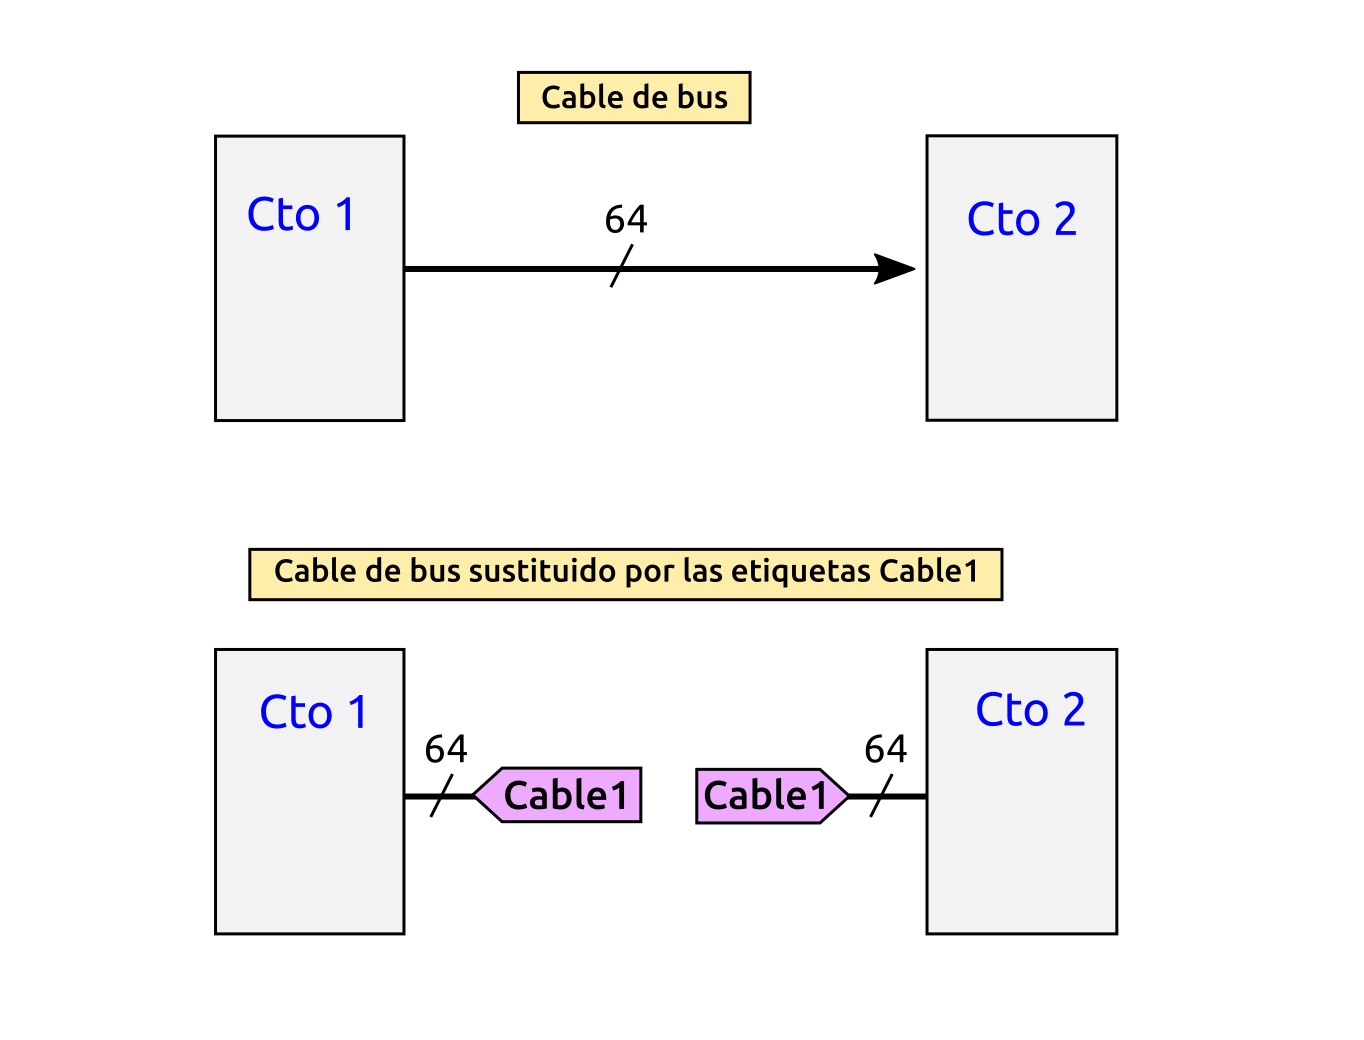 Cable de bus
Cto 1
64
Cto 2
Cable de bus sustituido por las etiquetas Cable1
Cto 1
64
Cable1
Cable1
64
Cto 2